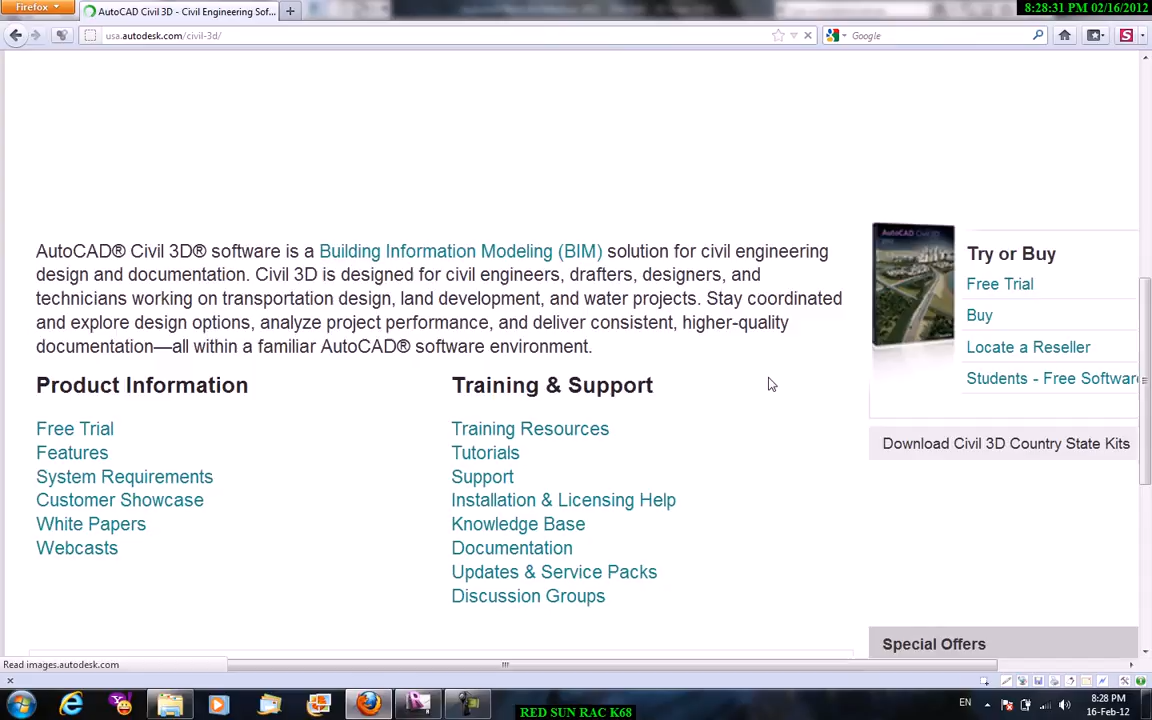 Firefox
AutoCAD Civil 3D - Civil Engineering Sof...
8:28:31 PM 02/16/2012
usa.autodesk.com/civil-3d/
Google
AutoCAD® Civil 3D® software is a Building Information Modeling (BIM) solution for civil engineering
design and documentation. Civil 3D is designed for civil engineers, drafters, designers, and
technicians working on transportation design, land development, and water projects. Stay coordinated
and explore design options, analyze project performance, and deliver consistent, higher-quality
documentation—all within a familiar AutoCAD® software environment.
Product Information
Free Trial
Features
System Requirements
Customer Showcase
White Papers
Webcasts
Training & Support
Training Resources
Tutorials
Support
Installation & Licensing Help
Knowledge Base
Documentation
Updates & Service Packs
Discussion Groups
AutoCAD Civil 3D
Try or Buy
Free Trial
Buy
Locate a Reseller
Students - Free Softwar
Download Civil 3D Country State Kits
Special Offers
Read images.autodesk.com
EN
8:28 PM
16-Feb-12
RED SUN RAC K68